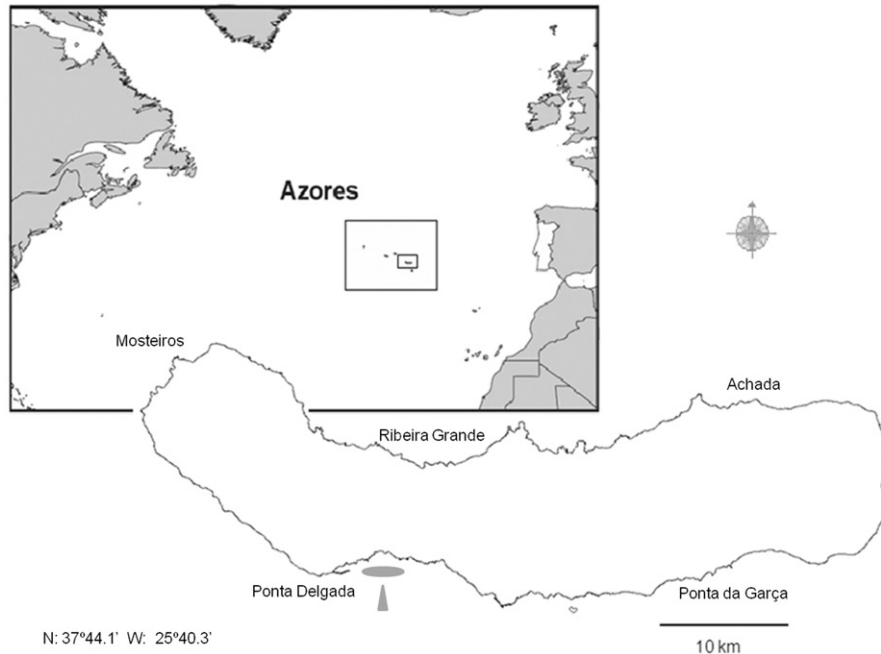 Azores
Mosteiros
Achada
Ribeira Grande
Ponta Delgada
Ponta da Garça
N: 37º44.1' W: 25º40.3'
10 km